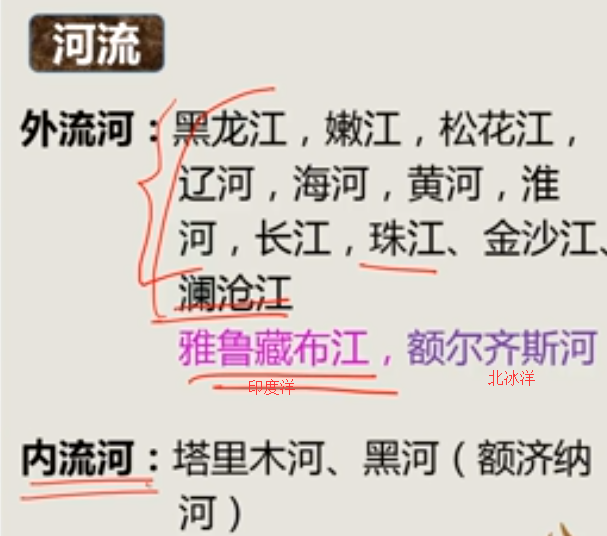 河流
外流河：黑龙江，嫩江，松花江，
辽河，海河，黄河，淮
河，长江，珠江、金沙江、
澜沧江
雅鲁藏布江，额尔齐斯河
印度洋 北冰洋
内流河：塔里木河、黑河（额济纳
河）